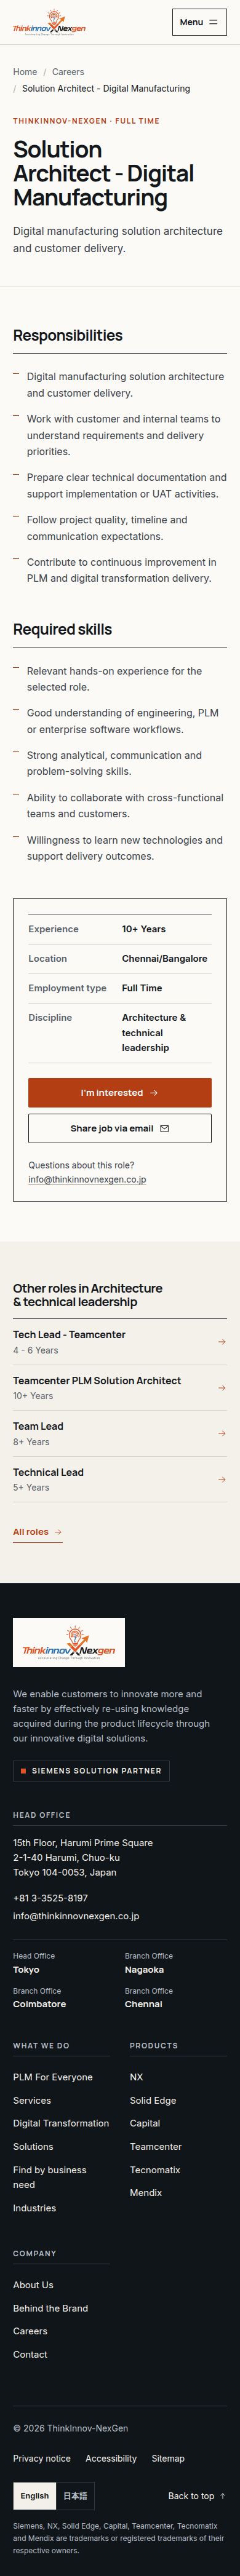 ThinkinnovXNexgen
Menu
Home / Careers
/ Solution Architect - Digital Manufacturing
THINKINNOV-NEXGEN · FULL TIME
Solution
Architect - Digital
Manufacturing
Digital manufacturing solution architecture
and customer delivery.
Responsibilities
— Digital manufacturing solution architecture
and customer delivery.
— Work with customer and internal teams to
understand requirements and delivery
priorities.
— Prepare clear technical documentation and
support implementation or UAT activities.
— Follow project quality, timeline and
communication expectations.
— Contribute to continuous improvement in
PLM and digital transformation delivery.
Required skills
— Relevant hands-on experience for the
selected role.
— Good understanding of engineering, PLM
or enterprise software workflows.
— Strong analytical, communication and
problem-solving skills.
— Ability to collaborate with cross-functional
teams and customers.
— Willingness to learn new technologies and
support delivery outcomes.
Experience 10+ Years
Location Chennai/Bangalore
Employment type Full Time
Discipline Architecture &
technical
leadership
I'm interested →
Share job via email
Questions about this role?
info@thinkinnovnexgen.co.jp
Other roles in Architecture
& technical leadership
Tech Lead - Teamcenter →
4 - 6 Years
Teamcenter PLM Solution Architect →
10+ Years
Team Lead →
8+ Years
Technical Lead →
5+ Years
All roles →
ThinkinnovXNexgen
We enable customers to innovate more and
faster by effectively re-using knowledge
acquired during the product lifecycle through
our innovative digital solutions.
SIEMENS SOLUTION PARTNER
HEAD OFFICE
15th Floor, Harumi Prime Square
2-1-40 Harumi, Chuo-ku
Tokyo 104-0053, Japan
+81 3-3525-8197
info@thinkinnovnexgen.co.jp
Head Office
Tokyo
Branch Office
Nagaoka
Branch Office
Coimbatore
Branch Office
Chennai
WHAT WE DO
PLM For Everyone
Services
Digital Transformation
Solutions
Find by business
need
Industries
PRODUCTS
NX
Solid Edge
Capital
Teamcenter
Tecnomatix
Mendix
COMPANY
About Us
Behind the Brand
Careers
Contact
© 2026 ThinkInnov-NexGen
Privacy notice Accessibility Sitemap
English 日本語
Back to top ↑
Siemens, NX, Solid Edge, Capital, Teamcenter, Tecnomatix
and Mendix are trademarks or registered trademarks of their
respective owners.